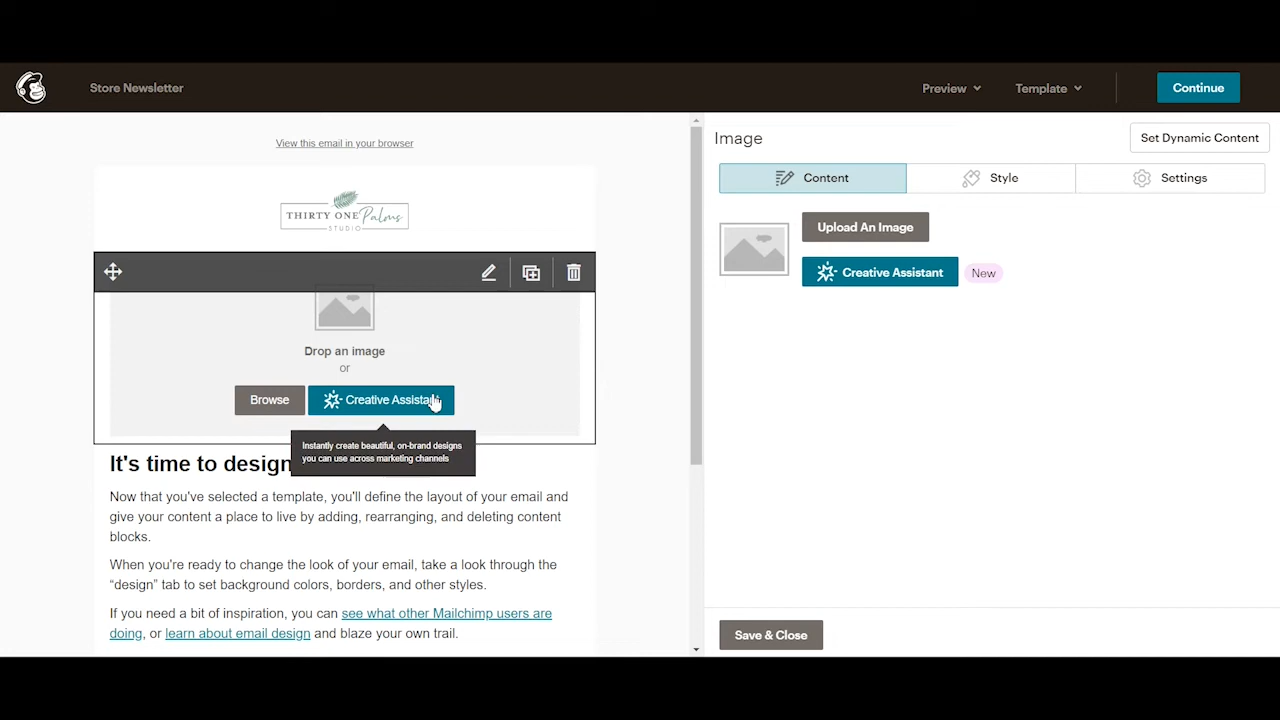 Store Newsletter
Preview
Template
Continue
View this email in your browser
THIRTY ONE Palms
STUDIO
Drop an image
or
Browse
Creative Assistant
Instantly create beautiful, on-brand designs
you can use across marketing channels
It's time to design
Now that you've selected a template, you'll define the layout of your email and
give your content a place to live by adding, rearranging, and deleting content
blocks.
When you're ready to change the look of your email, take a look through the
“design” tab to set background colors, borders, and other styles.
If you need a bit of inspiration, you can see what other Mailchimp users are
doing, or learn about email design and blaze your own trail.
Image
Set Dynamic Content
Content
Style
Settings
Upload An Image
Creative Assistant
New
Save & Close